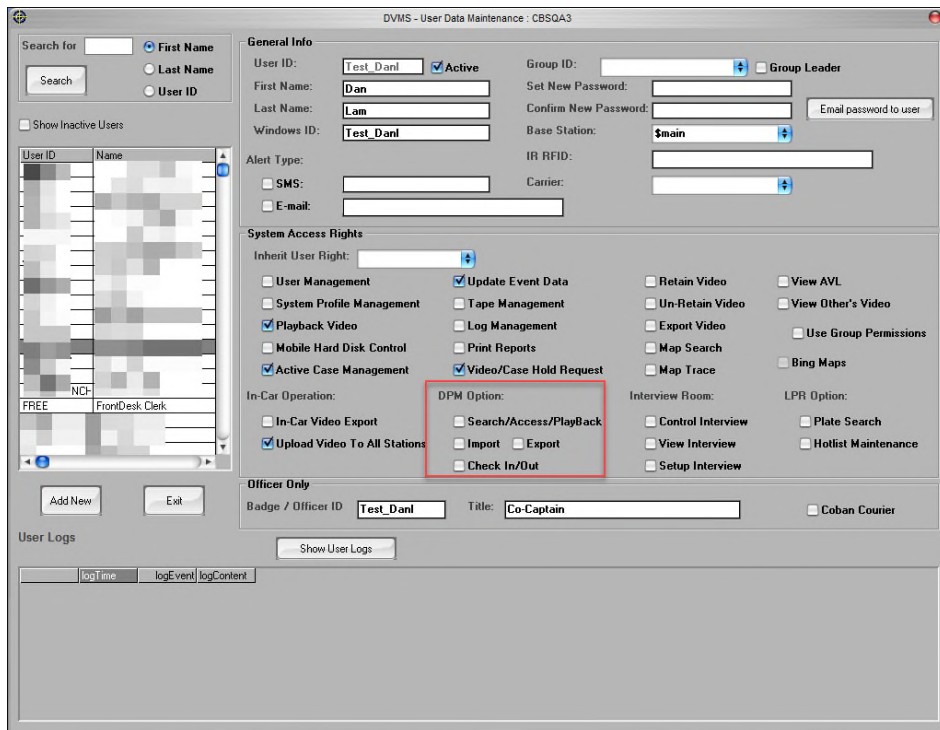 DVMS - User Data Maintenance : CBSQA3
Search for
First Name
Last Name
User ID
Search
Show Inactive Users
User ID Name
NCH
FREE FrontDesk Clerk
Add New Exit
General Info
User ID: Test_Danl Active Group ID: Group Leader
First Name: Dan Set New Password:
Last Name: Lam Confirm New Password: Email password to user
Windows ID: Test_Danl Base Station: $main
Alert Type: IR RFID:
SMS: Carrier:
E-mail:
System Access Rights
Inherit User Right:
User Management Update Event Data Retain Video View AVL
System Profile Management Tape Management Un-Retain Video View Other's Video
Playback Video Log Management Export Video Use Group Permissions
Mobile Hard Disk Control Print Reports Map Search Bing Maps
Active Case Management Video/Case Hold Request Map Trace
In-Car Operation: DPM Option: Interview Room: LPR Option:
In-Car Video Export Search/Access/PlayBack Control Interview Plate Search
Upload Video To All Stations Import Export View Interview Hotlist Maintenance
Check In/Out Setup Interview
Officer Only
Badge / Officer ID Test_Danl Title: Co-Captain Coban Courier
User Logs
Show User Logs
logTime logEvent logContent